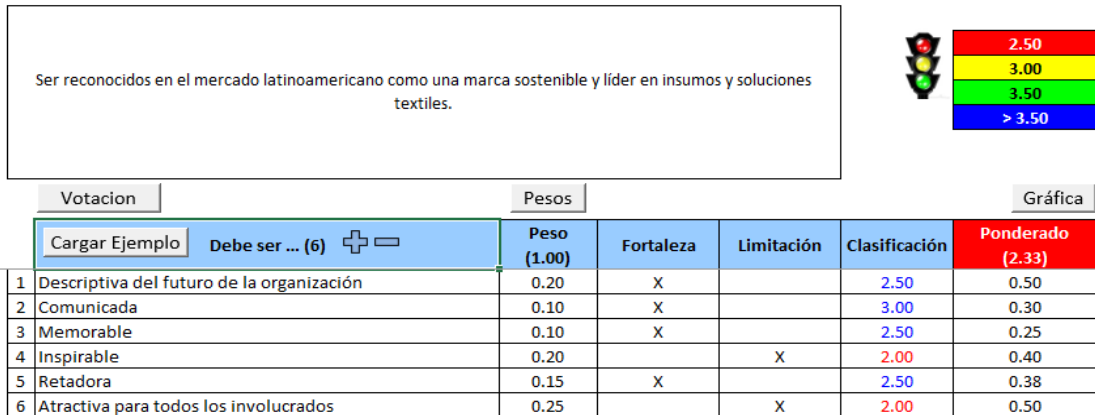 Ser reconocidos en el mercado latinoamericano como una marca sostenible y líder en insumos y soluciones
textiles.
2.50
3.00
3.50
> 3.50
Votacion Pesos Gráfica
Cargar Ejemplo Debe ser ... (6) Peso (1.00) Fortaleza Limitación Clasificación Ponderado (2.33)
1 Descriptiva del futuro de la organización 0.20 X 2.50 0.50
2 Comunicada 0.10 X 3.00 0.30
3 Memorable 0.10 X 2.50 0.25
4 Inspirable 0.20 X 2.00 0.40
5 Retadora 0.15 X 2.50 0.38
6 Atractiva para todos los involucrados 0.25 X 2.00 0.50